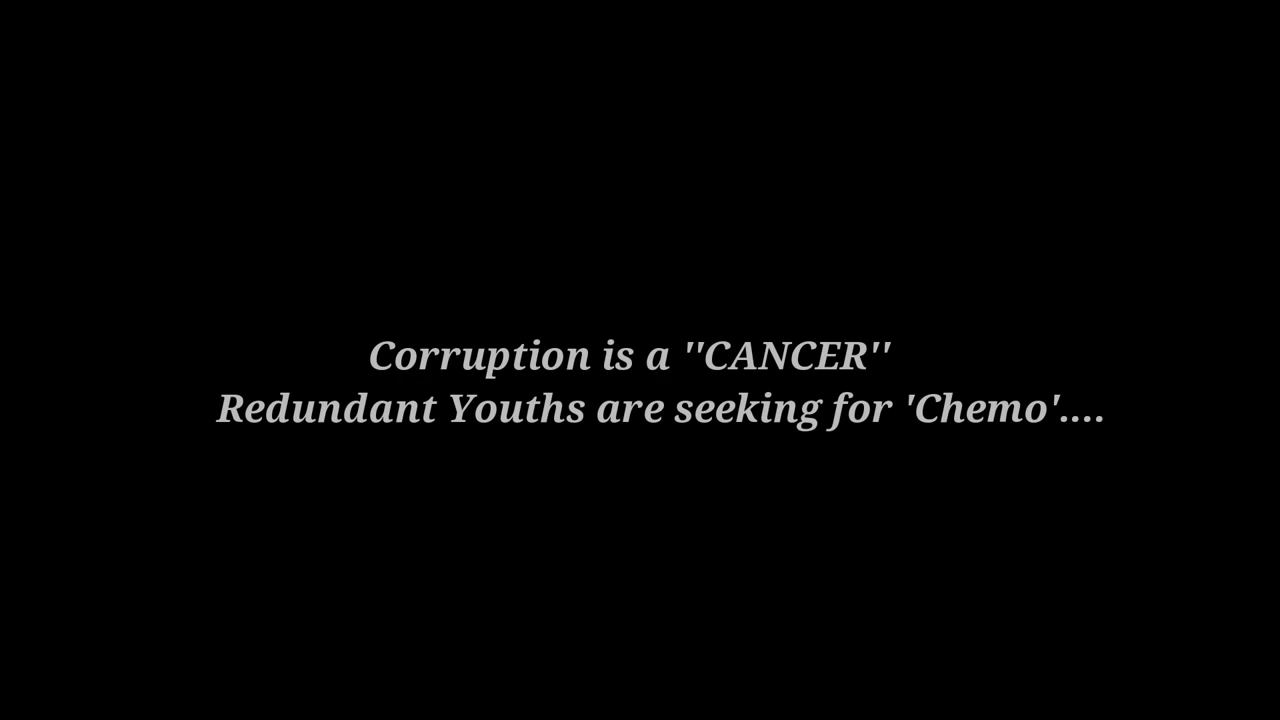 Corruption is a ''CANCER''
Redundant Youths are seeking for 'Chemo'....